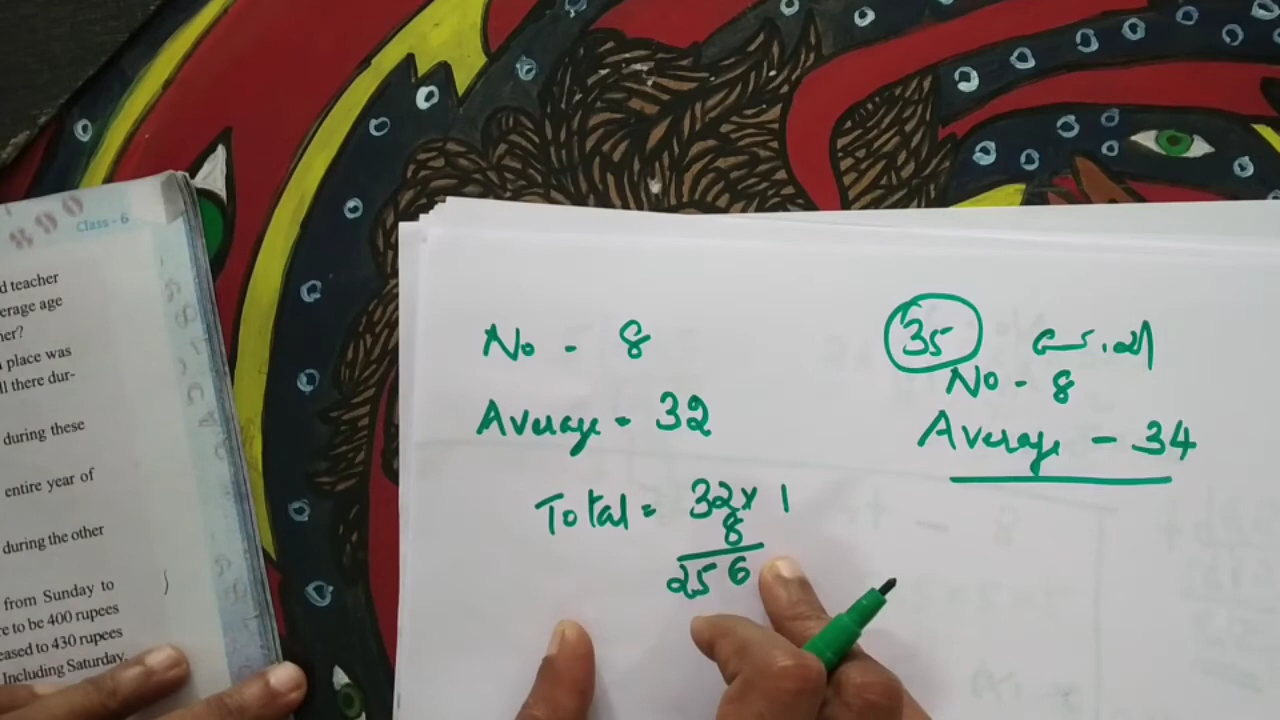 Class - 6
d teacher
erage age
her?
place was
ll there dur-
during these
entire year of
during the other
from Sunday to
re to be 400 rupees
eased to 430 rupees
Including Saturday,
No - 8
Average - 32
Total = 32 x 1
8
256
35
No - 8
Average - 34